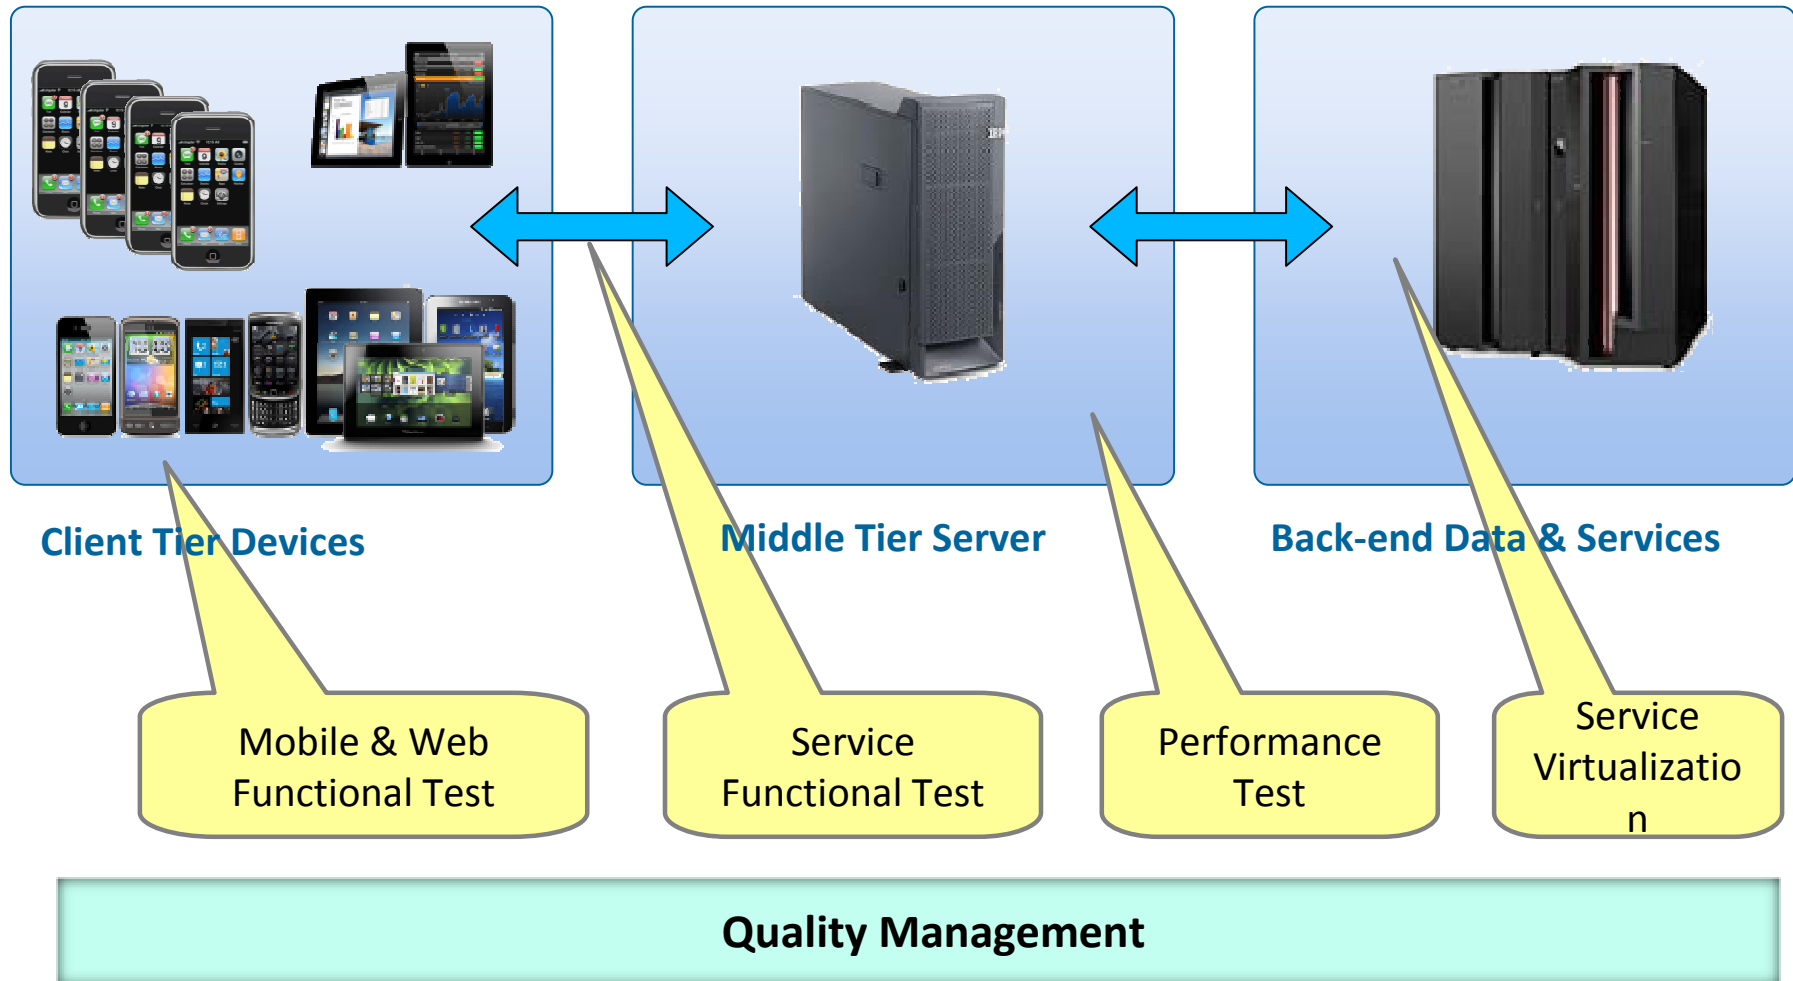 Client Tier Devices
Middle Tier Server
Back-end Data & Services
Mobile & Web
Functional Test
Service
Functional Test
Performance
Test
Service
Virtualizatio
n
Quality Management